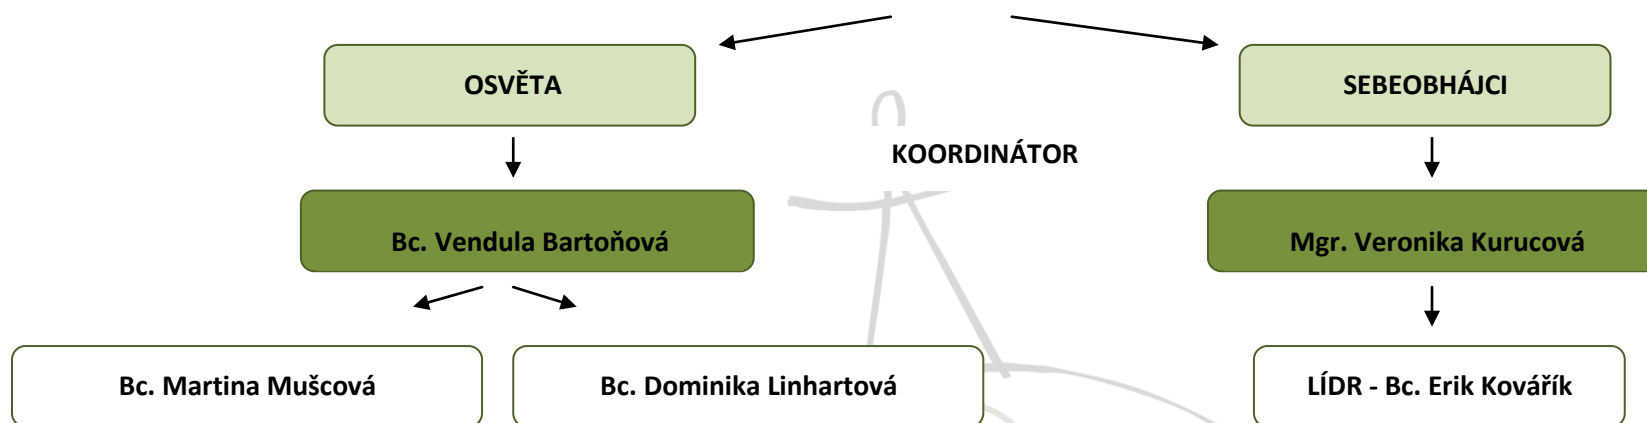 OSVĚTA
SEBEOBHÁJCI
KOORDINÁTOR
Bc. Vendula Bartoňová
Mgr. Veronika Kurucová
Bc. Martina Mušcová
Bc. Dominika Linhartová
LÍDR - Bc. Erik Kovářík